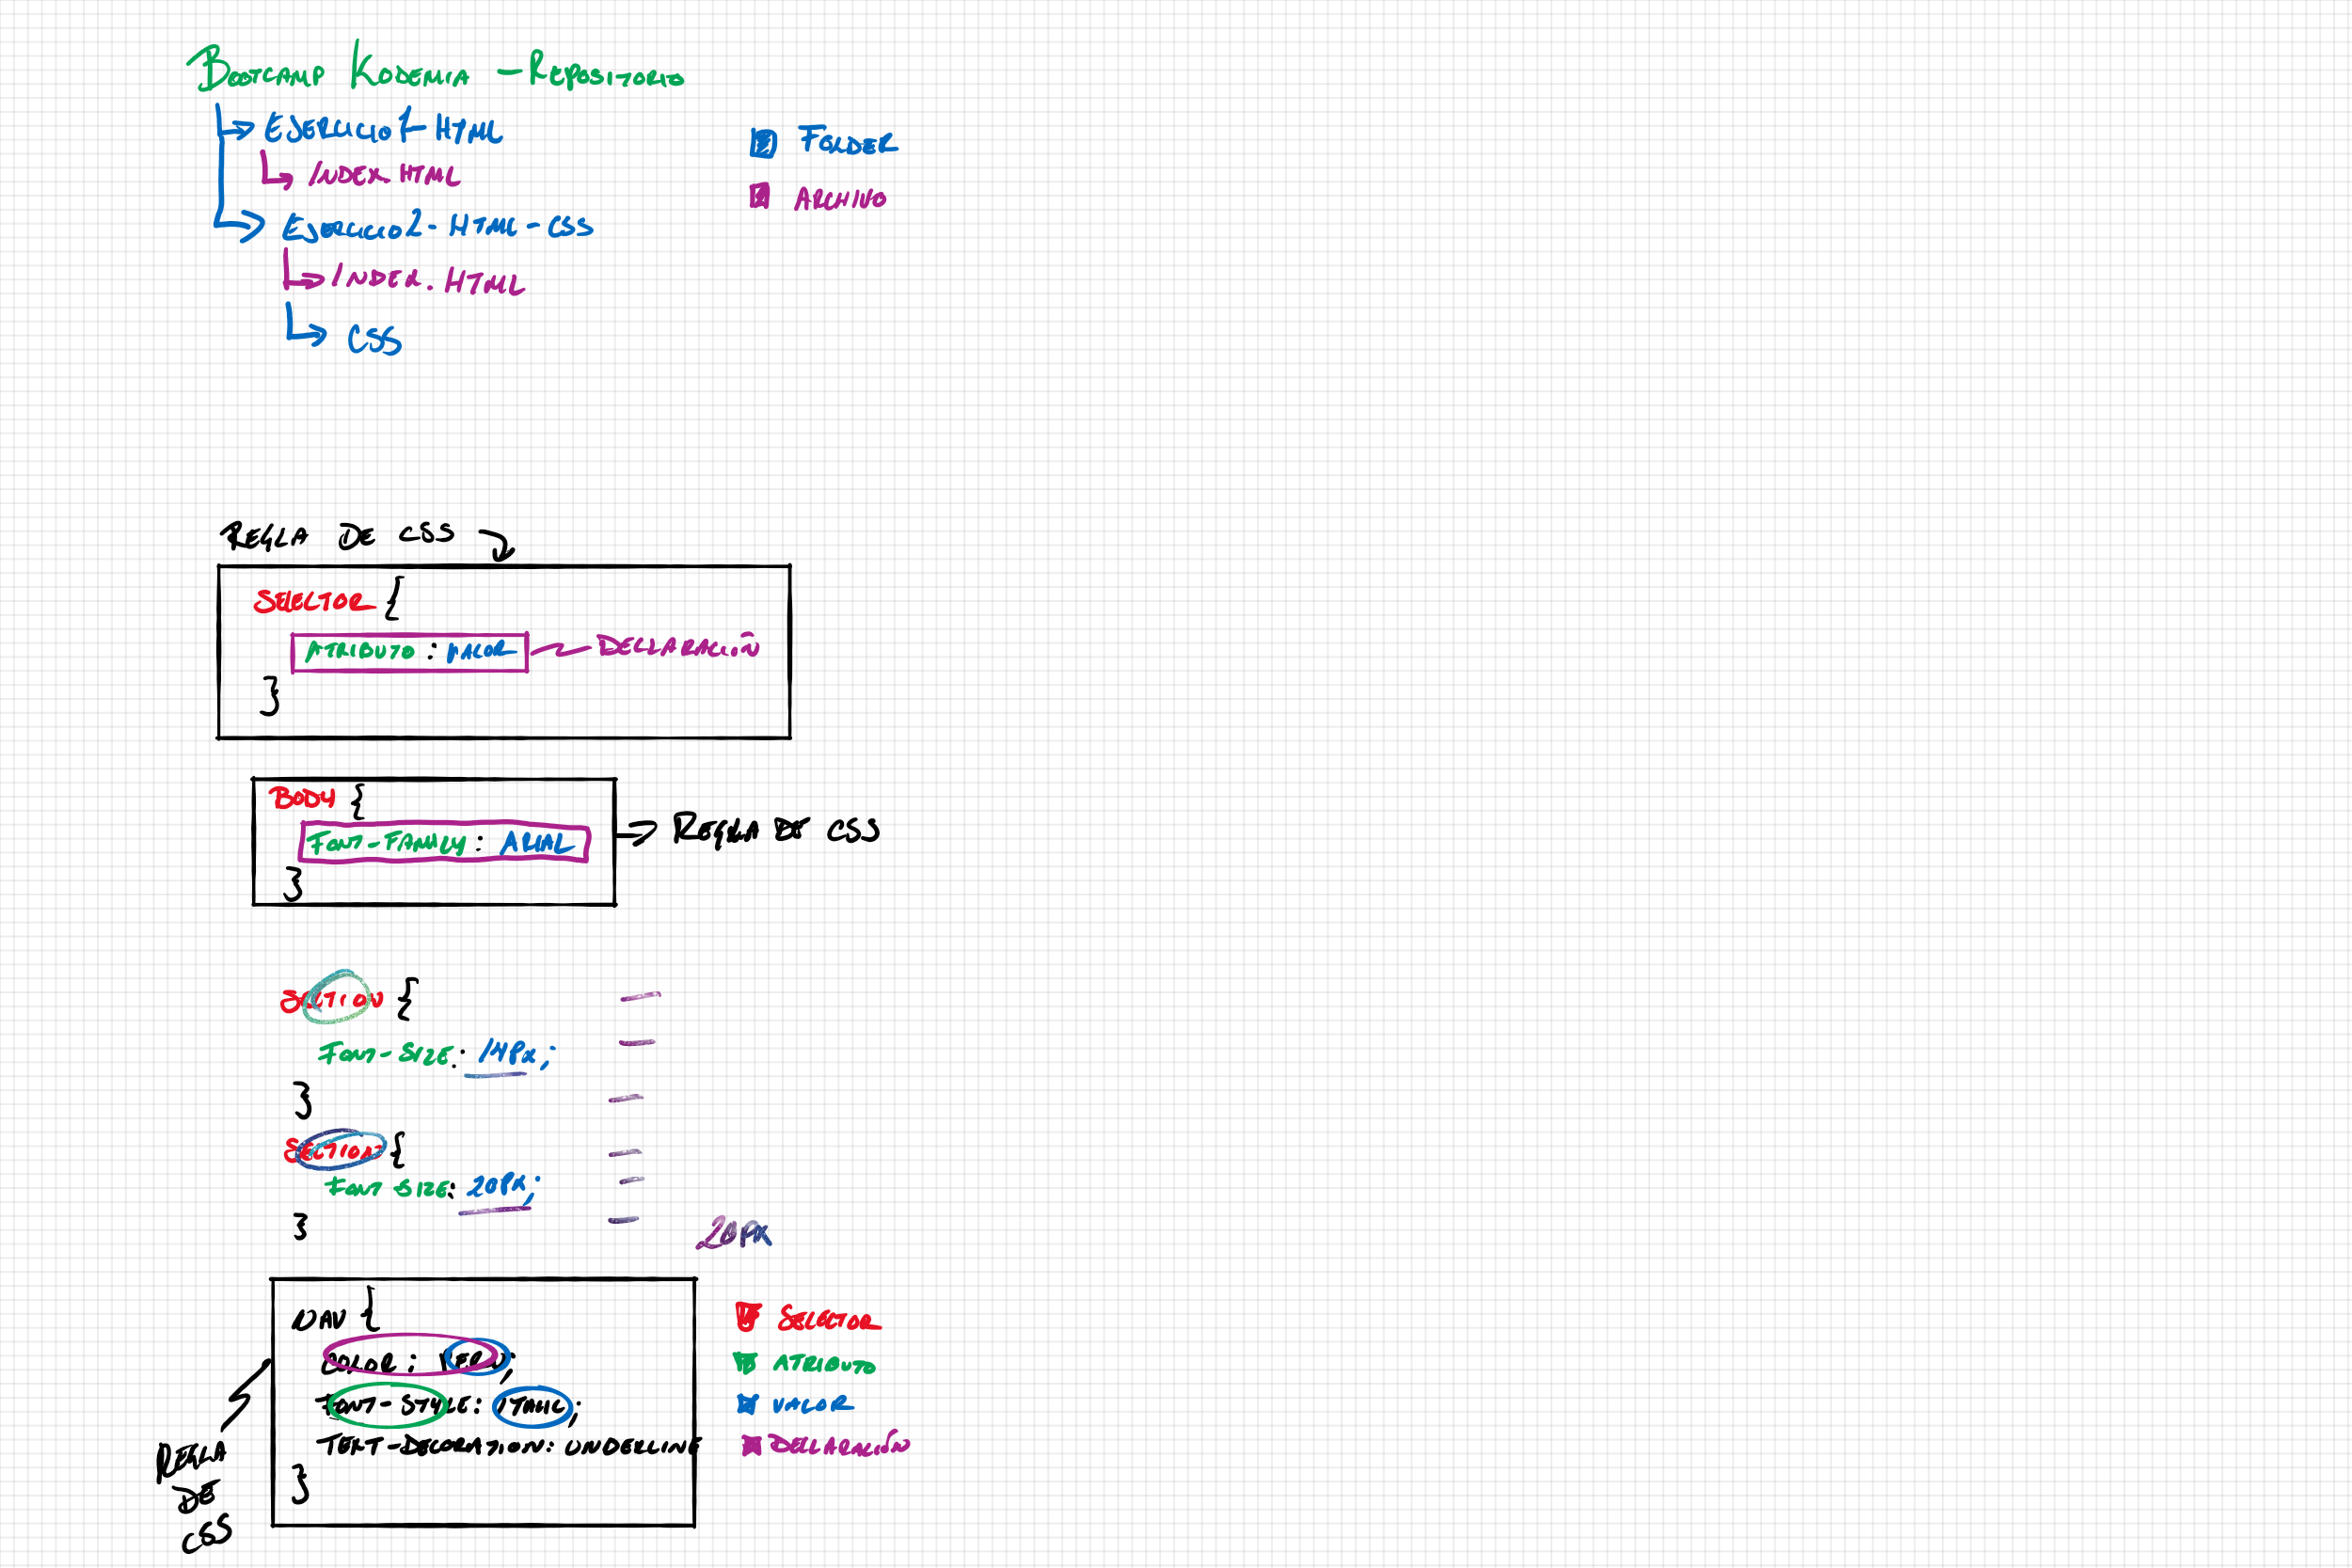 BOOTCAMP KODEMIA - REPOSITORIO
EJERCICIO1-HTML
INDEX.HTML
EJERCICIO2-HTML-CSS
INDEX.HTML
CSS
FOLDER
ARCHIVO
REGLA DE CSS
SELECTOR {
ATRIBUTO : VALOR
DECLARACIÓN
}
BODY {
FONT-FAMILY : ARIAL
}
REGLA DE CSS
SECTION {
FONT-SIZE: 14PX;
}
SECTION {
FONT SIZE: 20PX;
}
20PX
NAV {
COLOR: RED;
FONT-STYLE: ITALIC;
TEXT-DECORATION: UNDERLINE
}
REGLA
DE
CSS
SELECTOR
ATRIBUTO
VALOR
DECLARACIÓN